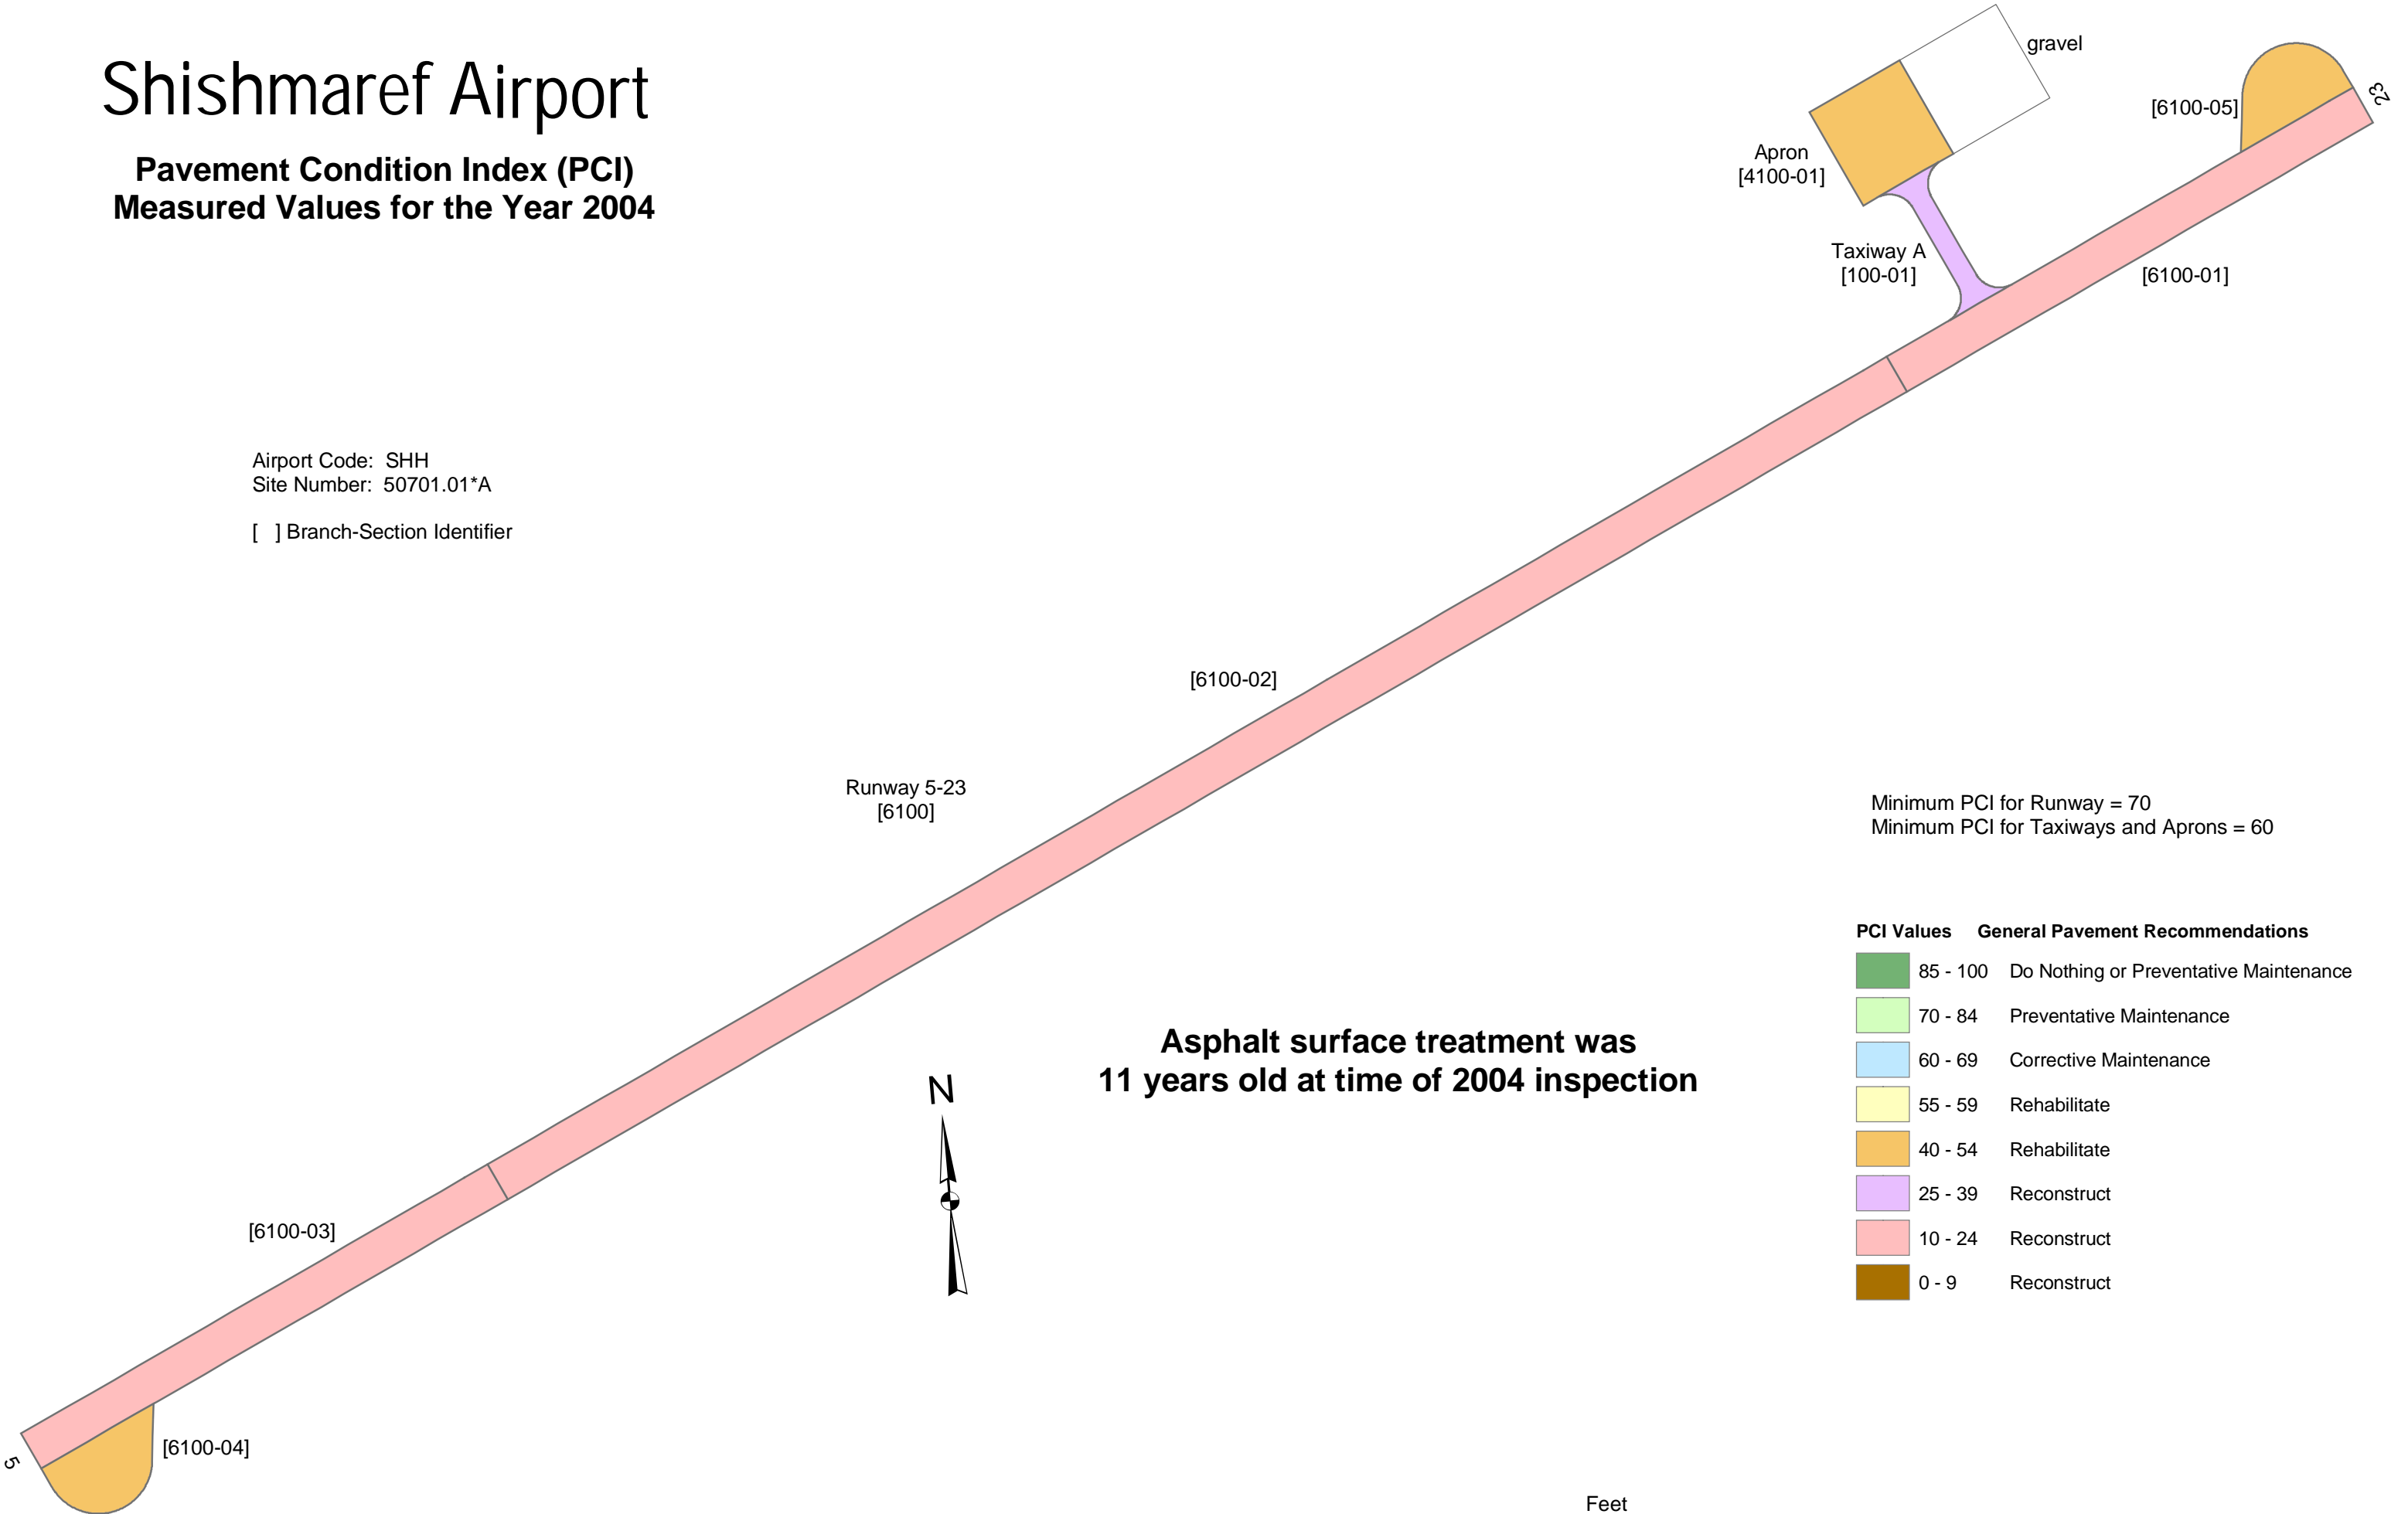 Shishmaref Airport
Pavement Condition Index (PCI)
Measured Values for the Year 2004
gravel
23
[6100-05]
Apron
[4100-01]
Taxiway A
[100-01]
[6100-01]
Airport Code:  SHH
Site Number:  50701.01*A
[   ] Branch-Section Identifier
[6100-02]
Runway 5-23
[6100]
Minimum PCI for Runway = 70
Minimum PCI for Taxiways and Aprons = 60
PCI Values General Pavement Recommendations
85 - 100 Do Nothing or Preventative Maintenance
70 - 84 Preventative Maintenance
60 - 69 Corrective Maintenance
55 - 59 Rehabilitate
40 - 54 Rehabilitate
25 - 39 Reconstruct
10 - 24 Reconstruct
0 - 9 Reconstruct
Asphalt surface treatment was
11 years old at time of 2004 inspection
N
[6100-03]
[6100-04]
5
Feet